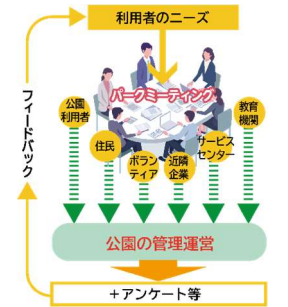 利用者のニーズ
パークミーティング
公園
利用者
教育
機関
住民
サービス
センター
ボラン
ティア
近隣
企業
フィードバック
公園の管理運営
＋アンケート等